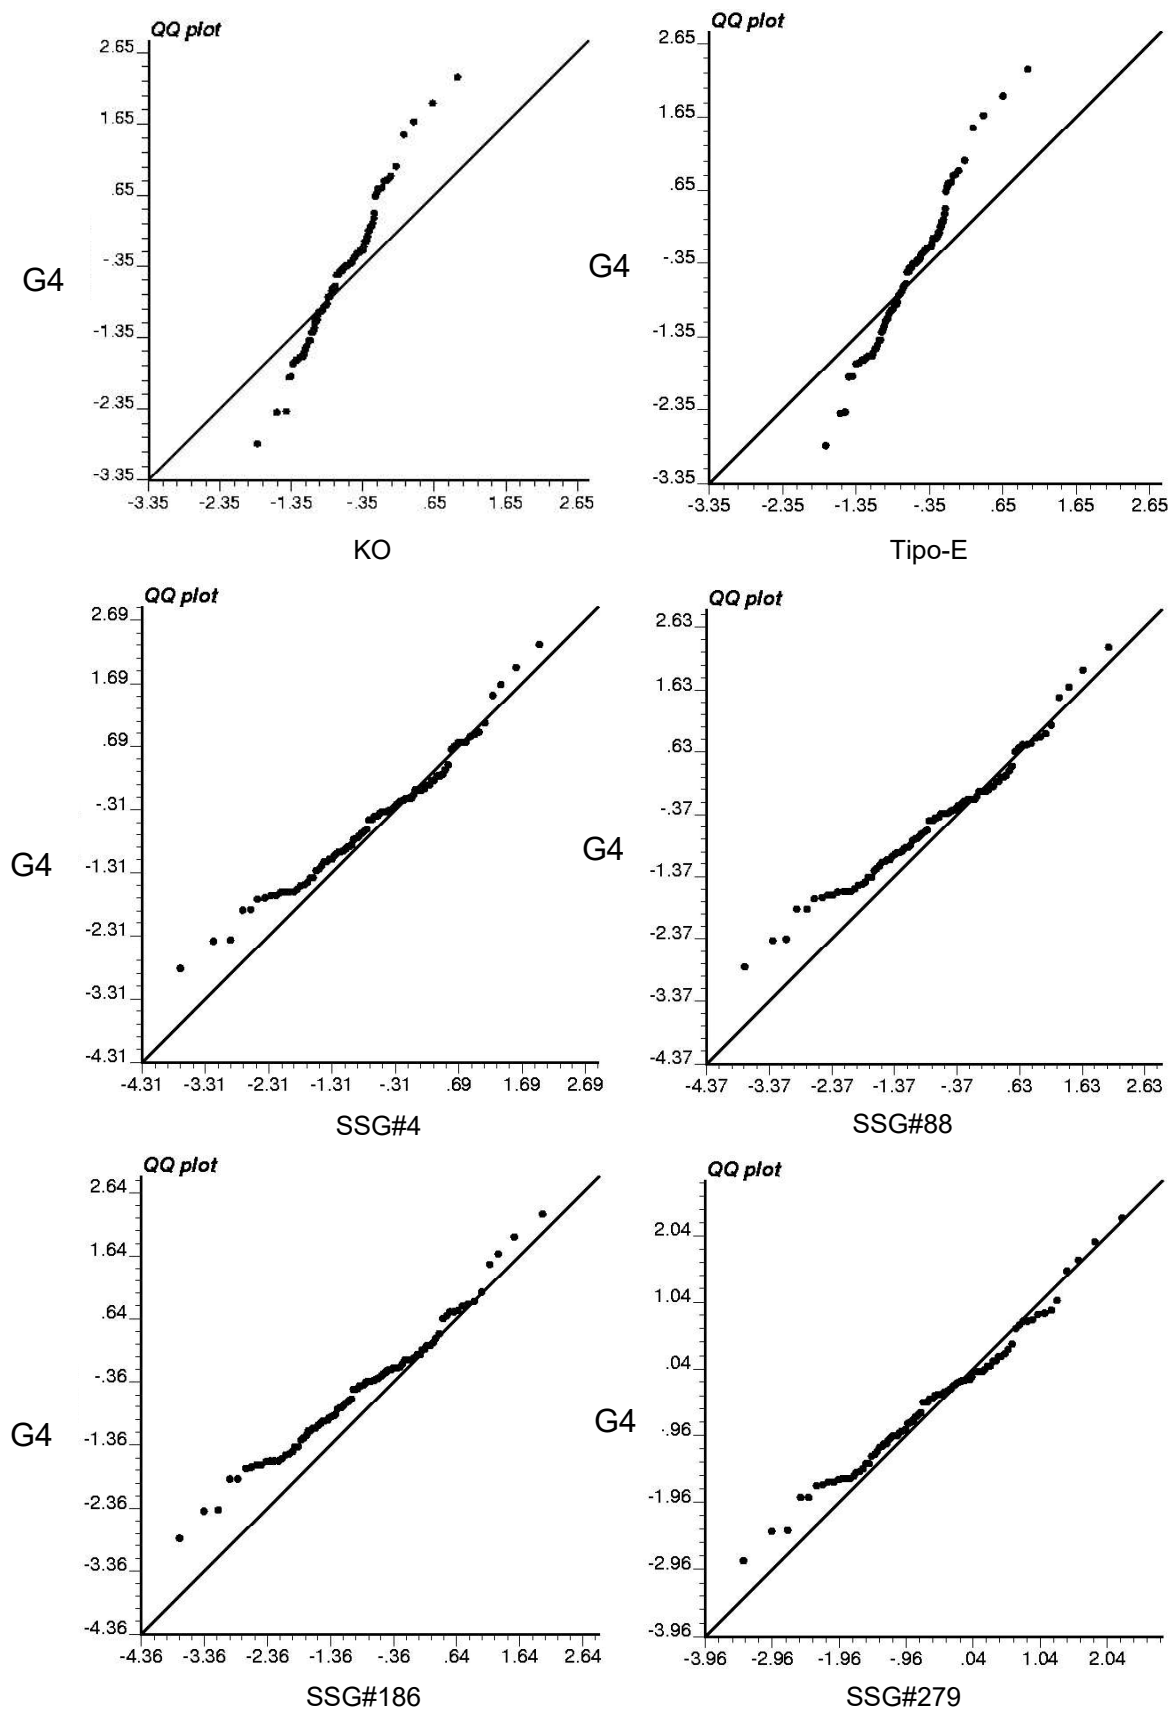 QQ plot
2.65
1.65
.65
-.35
-1.35
-2.35
-3.35
G4
-3.35 -2.35 -1.35 -.35 .65 1.65 2.65
KO
QQ plot
2.65
1.65
.65
-.35
-1.35
-2.35
-3.35
G4
-3.35 -2.35 -1.35 -.35 .65 1.65 2.65
Tipo-E
QQ plot
2.69
1.69
.69
-.31
-1.31
-2.31
-3.31
-4.31
G4
-4.31 -3.31 -2.31 -1.31 -.31 .69 1.69 2.69
SSG#4
QQ plot
2.63
1.63
.63
-.37
-1.37
-2.37
-3.37
-4.37
G4
-4.37 -3.37 -2.37 -1.37 -.37 .63 1.63 2.63
SSG#88
QQ plot
2.64
1.64
.64
-.36
-1.36
-2.36
-3.36
-4.36
G4
-4.36 -3.36 -2.36 -1.36 -.36 .64 1.64 2.64
SSG#186
QQ plot
2.04
1.04
.04
-.96
-1.96
-2.96
-3.96
G4
-3.96 -2.96 -1.96 -.96 .04 1.04 2.04
SSG#279